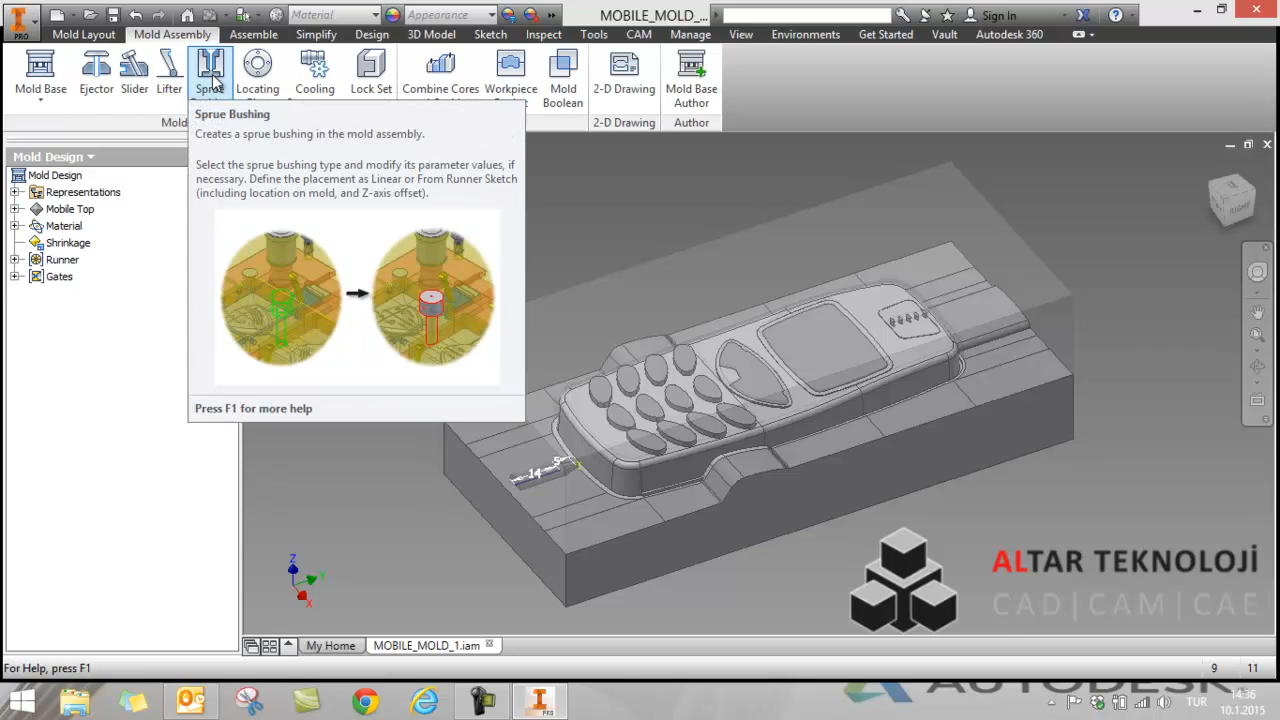 PRO
Material
Appearance
MOBILE_MOLD_...
Sign In
Mold Layout
Mold Assembly
Assemble
Simplify
Design
3D Model
Sketch
Inspect
Tools
CAM
Manage
View
Environments
Get Started
Vault
Autodesk 360
Mold Base
Ejector
Slider
Lifter
Locating
Cooling
Lock Set
Combine Cores
Workpiece
Mold
Boolean
2-D Drawing
Mold Base
Author
2-D Drawing
Author
Sprue Bushing
Creates a sprue bushing in the mold assembly.
Select the sprue bushing type and modify its parameter values, if
necessary. Define the placement as Linear or From Runner Sketch
(including location on mold, and Z-axis offset).
Press F1 for more help
Mold Design
Mold Design
Representations
Mobile Top
Material
Shrinkage
Runner
Gates
RIGHT
5
14
Z
Y
X
ALTAR TEKNOLOJİ
CAD|CAM|CAE
My Home
MOBILE_MOLD_1.iam
For Help, press F1
9
11
PRO
TUR
14:36
10.1.2015